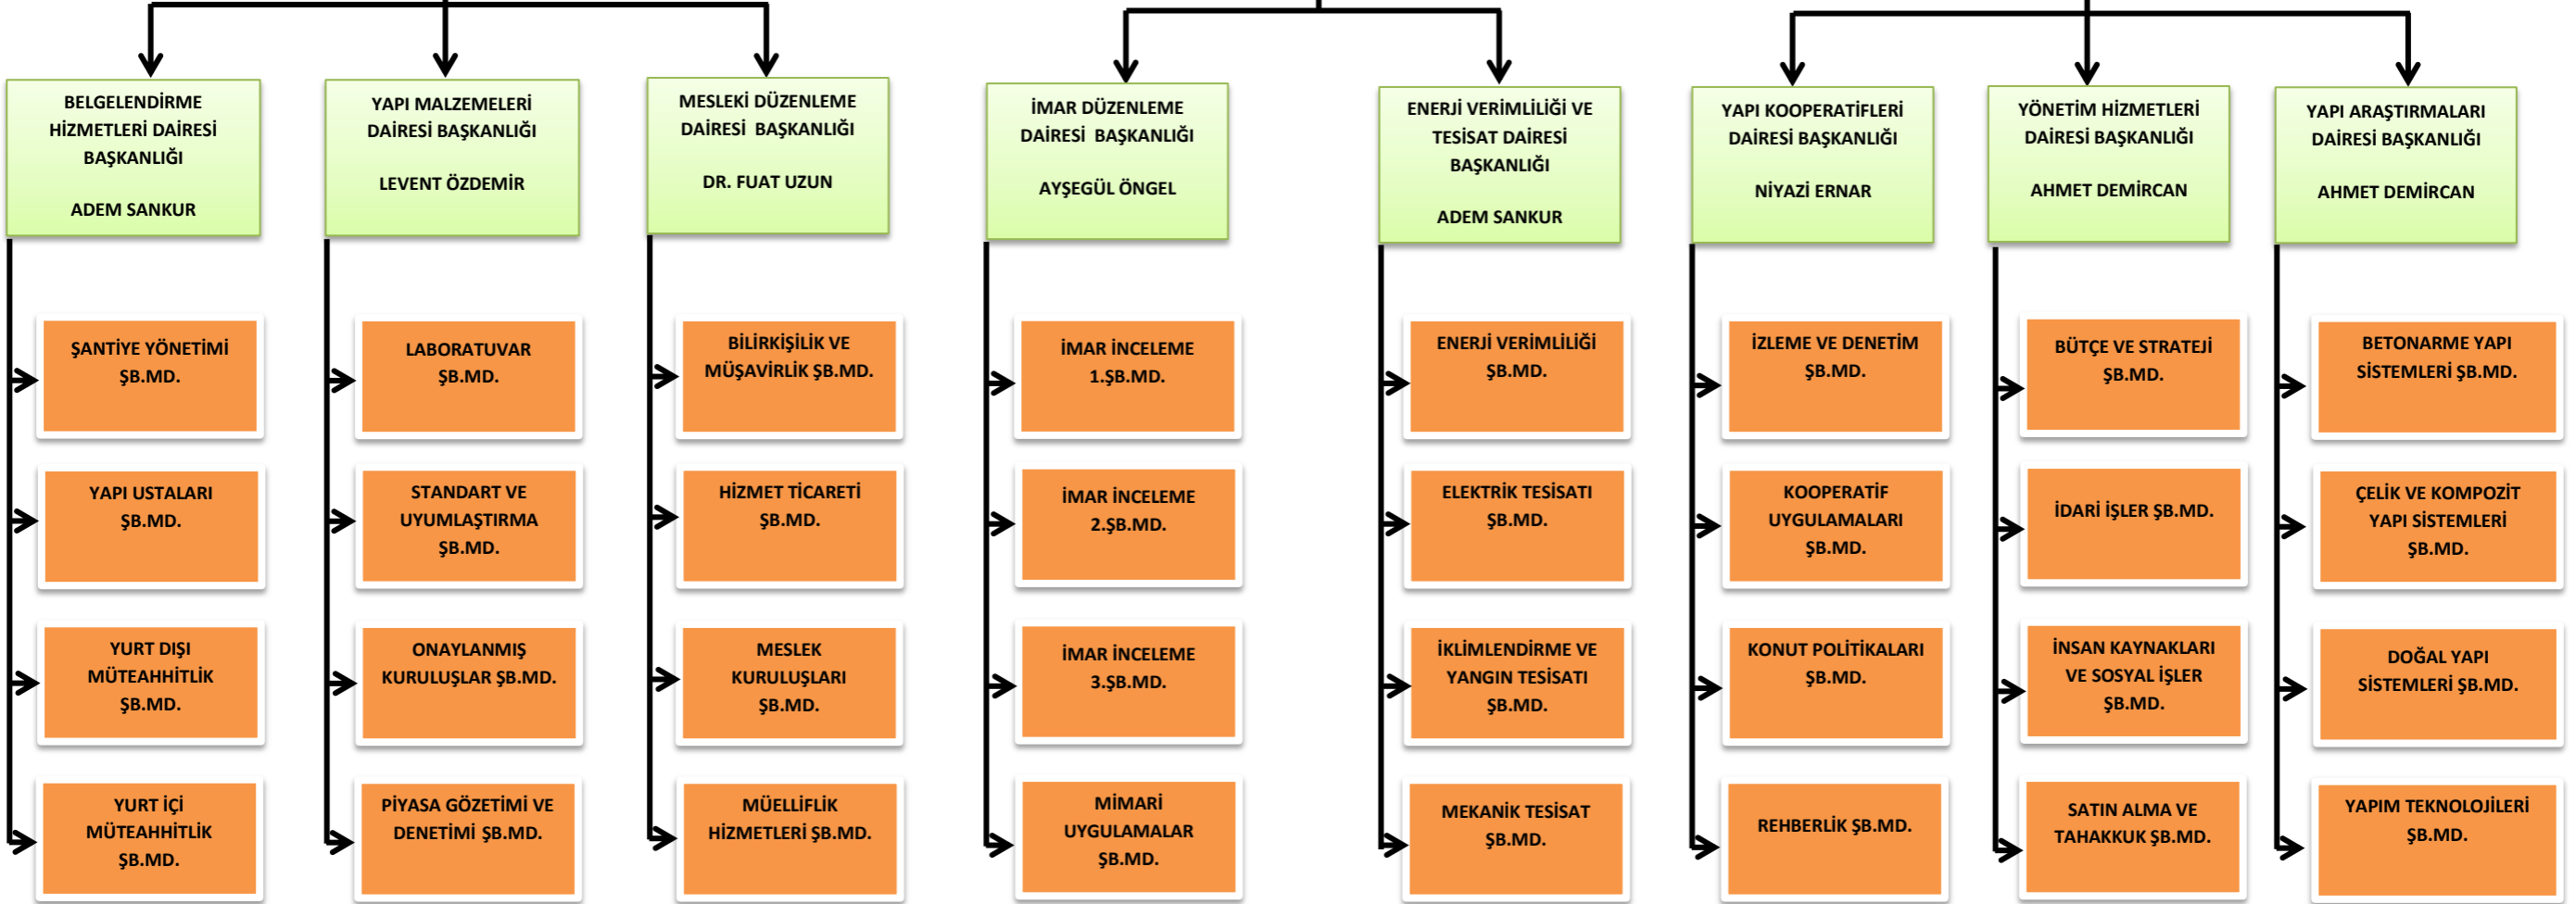 BELGELENDİRME
HİZMETLERİ DAİRESİ
BAŞKANLIĞI
ADEM SANKUR
YAPI MALZEMELERİ
DAİRESİ BAŞKANLIĞI
LEVENT ÖZDEMİR
MESLEKİ DÜZENLEME
DAİRESİ BAŞKANLIĞI
DR. FUAT UZUN
İMAR DÜZENLEME
DAİRESİ BAŞKANLIĞI
AYŞEGÜL ÖNGEL
ENERJİ VERİMLİLİĞİ VE
TESİSAT DAİRESİ
BAŞKANLIĞI
ADEM SANKUR
YAPI KOOPERATİFLERİ
DAİRESİ BAŞKANLIĞI
NİYAZİ ERNAR
YÖNETİM HİZMETLERİ
DAİRESİ BAŞKANLIĞI
AHMET DEMİRCAN
YAPI ARAŞTIRMALARI
DAİRESİ BAŞKANLIĞI
AHMET DEMİRCAN
ŞANTİYE YÖNETİMİ
ŞB.MD.
LABORATUVAR
ŞB.MD.
BİLİRKİŞİLİK VE
MÜŞAVİRLİK ŞB.MD.
İMAR İNCELEME
1.ŞB.MD.
ENERJİ VERİMLİLİĞİ
ŞB.MD.
İZLEME VE DENETİM
ŞB.MD.
BÜTÇE VE STRATEJİ
ŞB.MD.
BETONARME YAPI
SİSTEMLERİ ŞB.MD.
YAPI USTALARI
ŞB.MD.
STANDART VE
UYUMLAŞTIRMA
ŞB.MD.
HİZMET TİCARETİ
ŞB.MD.
İMAR İNCELEME
2.ŞB.MD.
ELEKTRİK TESİSATI
ŞB.MD.
KOOPERATİF
UYGULAMALARI
ŞB.MD.
İDARİ İŞLER ŞB.MD.
ÇELİK VE KOMPOZİT
YAPI SİSTEMLERİ
ŞB.MD.
YURT DIŞI
MÜTEAHHİTLİK
ŞB.MD.
ONAYLANMIŞ
KURULUŞLAR ŞB.MD.
MESLEK
KURULUŞLARI
ŞB.MD.
İMAR İNCELEME
3.ŞB.MD.
İKLİMLENDİRME VE
YANGIN TESİSATI
ŞB.MD.
KONUT POLİTİKALARI
ŞB.MD.
İNSAN KAYNAKLARI
VE SOSYAL İŞLER
ŞB.MD.
DOĞAL YAPI
SİSTEMLERİ ŞB.MD.
YURT İÇİ
MÜTEAHHİTLİK
ŞB.MD.
PİYASA GÖZETİMİ VE
DENETİMİ ŞB.MD.
MÜELLİFLİK
HİZMETLERİ ŞB.MD.
MİMARİ
UYGULAMALAR
ŞB.MD.
MEKANİK TESİSAT
ŞB.MD.
REHBERLİK ŞB.MD.
SATIN ALMA VE
TAHAKKUK ŞB.MD.
YAPIM TEKNOLOJİLERİ
ŞB.MD.